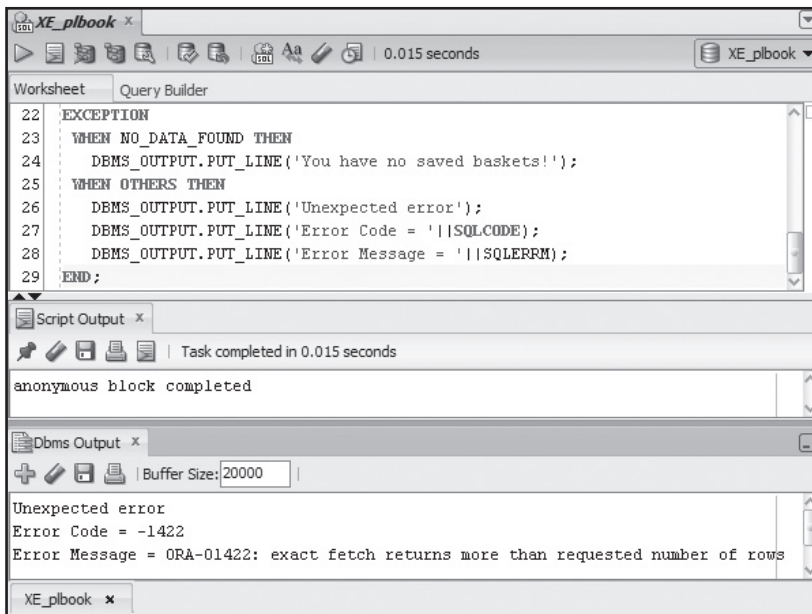 SQL XE_plbook x
SQL Aa 0.015 seconds XE_plbook
Worksheet Query Builder
22 EXCEPTION
23 WHEN NO_DATA_FOUND THEN
24 DBMS_OUTPUT.PUT_LINE('You have no saved baskets!');
25 WHEN OTHERS THEN
26 DBMS_OUTPUT.PUT_LINE('Unexpected error');
27 DBMS_OUTPUT.PUT_LINE('Error Code = '||SQLCODE);
28 DBMS_OUTPUT.PUT_LINE('Error Message = '||SQLERRM);
29 END;
Script Output x
Task completed in 0.015 seconds
anonymous block completed
Dbms Output x
Buffer Size: 20000
Unexpected error
Error Code = -1422
Error Message = ORA-01422: exact fetch returns more than requested number of rows
XE_plbook x